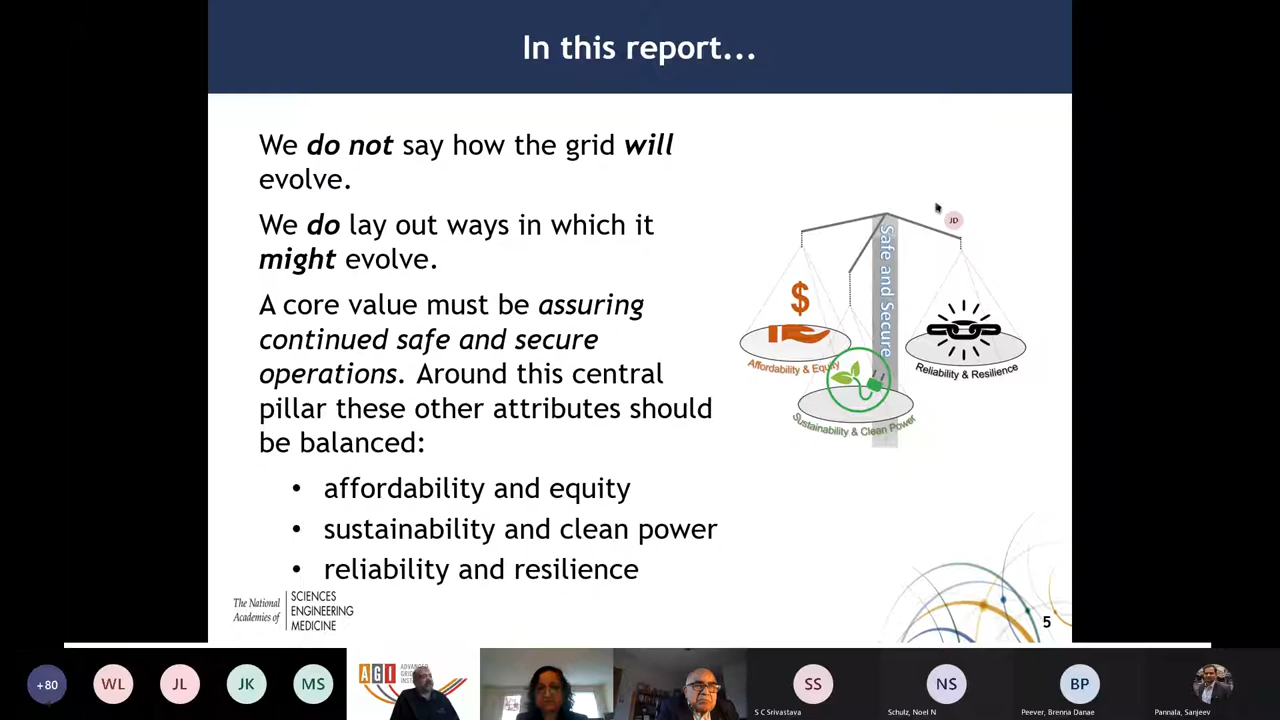 In this report...
We do not say how the grid will
evolve.
We do lay out ways in which it
might evolve.
A core value must be assuring
continued safe and secure
operations. Around this central
pillar these other attributes should
be balanced:
• affordability and equity
• sustainability and clean power
• reliability and resilience
JD
Safe and Secure
$
Affordability & Equity
Reliability & Resilience
Sustainability & Clean Power
The National
Academies of
SCIENCES
ENGINEERING
MEDICINE
5
+80
WL
JL
JK
MS
AGI
ADVANCED
SS
S C Srivastava
NS
Schulz, Noel N
BP
Peever, Brenna Danae
Pannala, Sanjeev